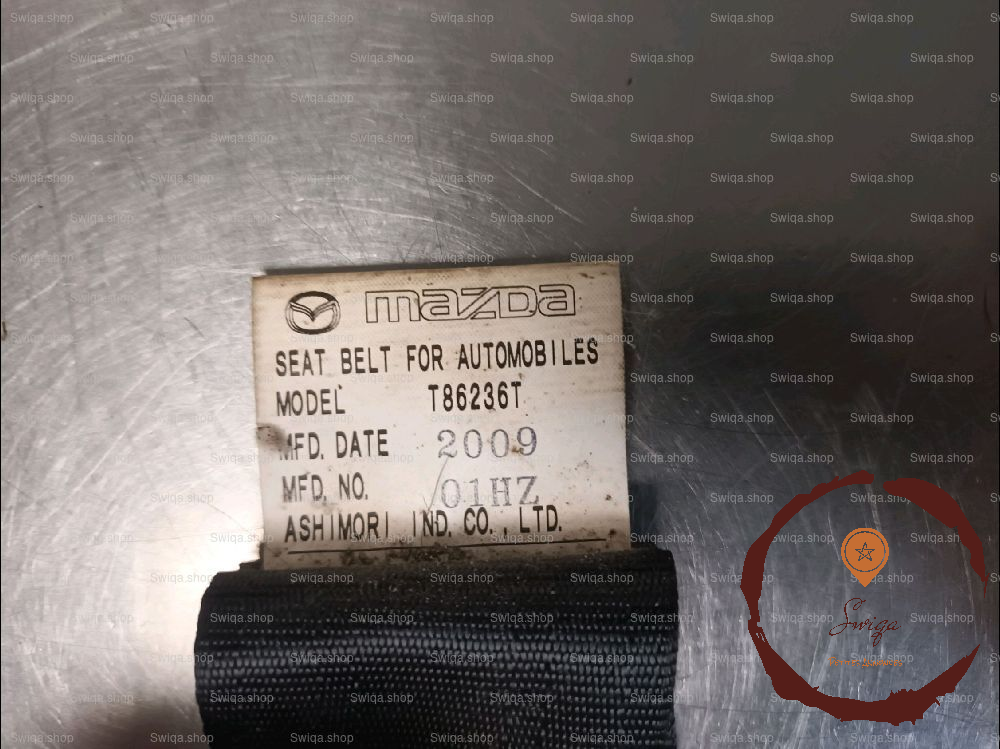 mazda
SEAT BELT FOR AUTOMOBILES
MODEL T86236T
MFD. DATE 2009
MFD. NO. 01HZ
ASHIMORI IND. CO., LTD.
Swiqa
Swiqa.shop